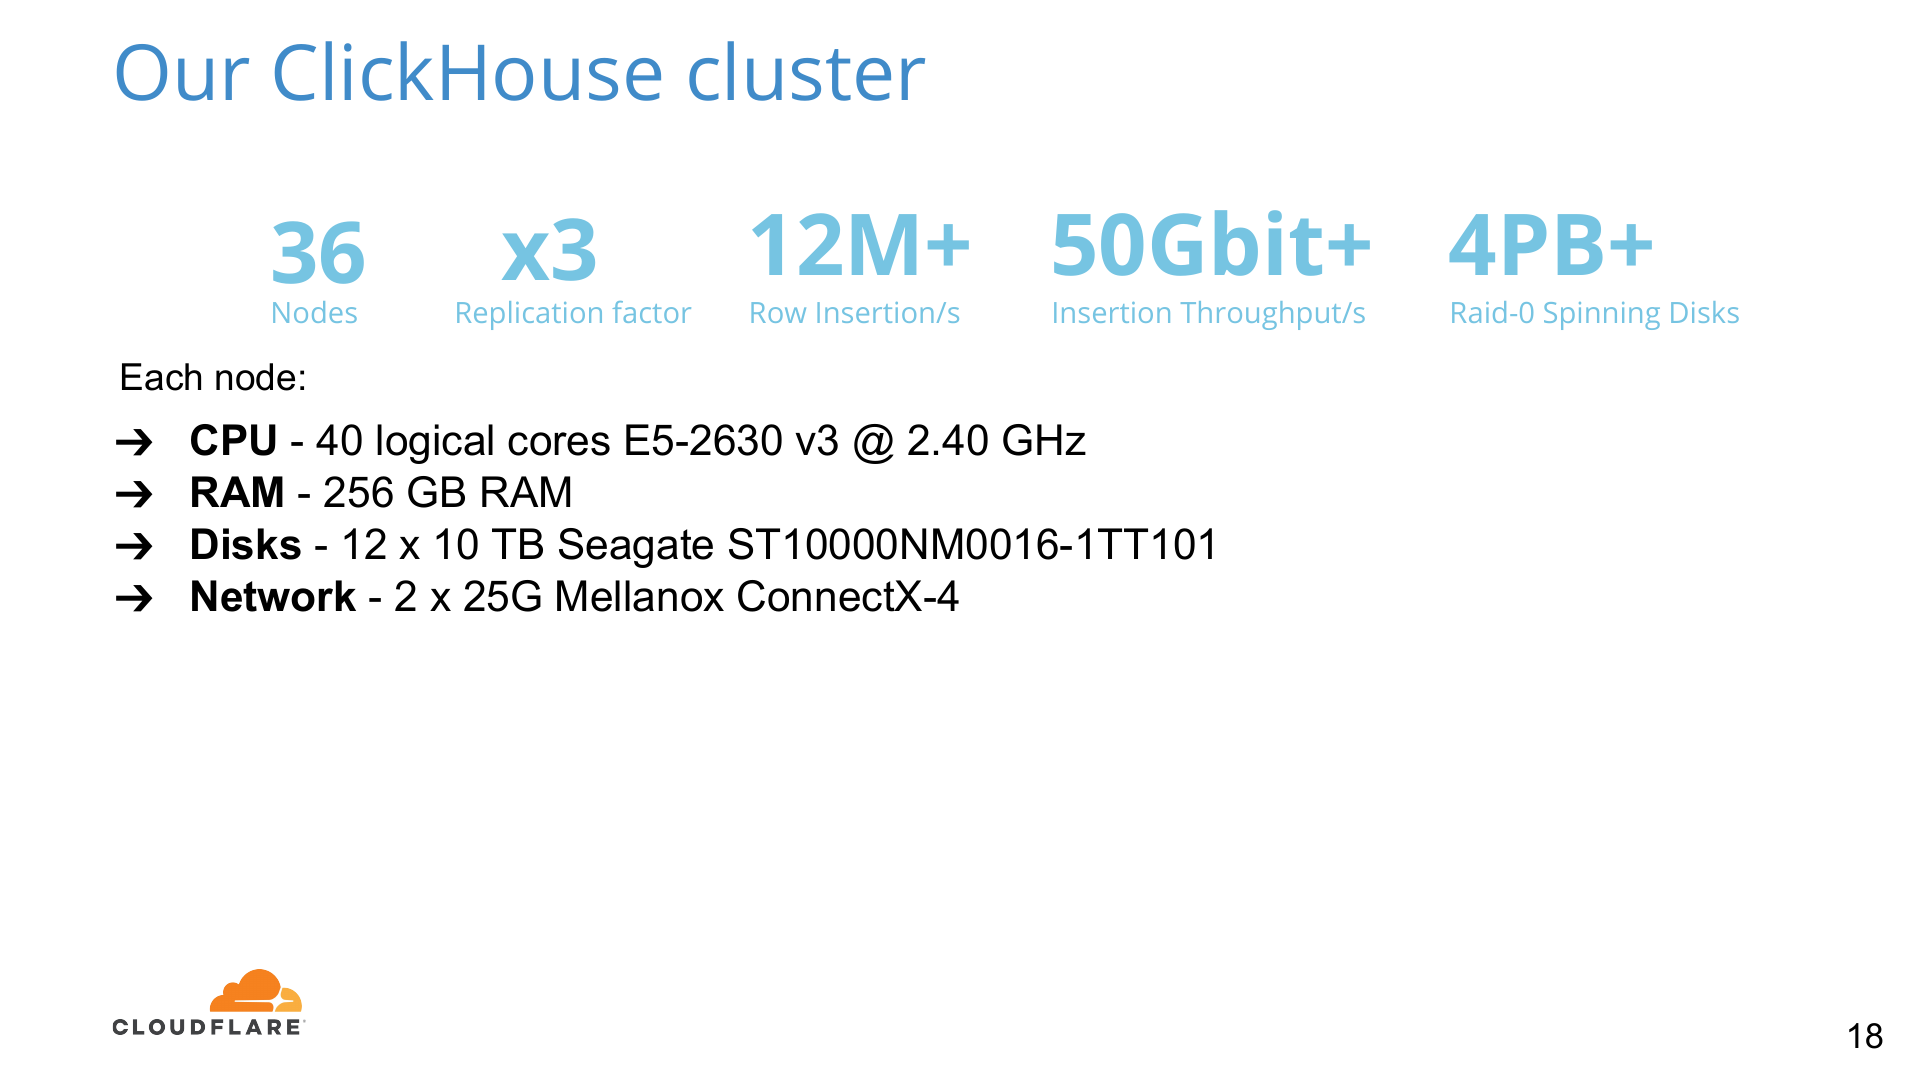 Our ClickHouse cluster
36 x3 12M+ 50Gbit+ 4PB+
Nodes Replication factor Row Insertion/s Insertion Throughput/s Raid-0 Spinning Disks
Each node:
➔ CPU - 40 logical cores E5-2630 v3 @ 2.40 GHz
➔ RAM - 256 GB RAM
➔ Disks - 12 x 10 TB Seagate ST10000NM0016-1TT101
➔ Network - 2 x 25G Mellanox ConnectX-4
CLOUDFLARE
18